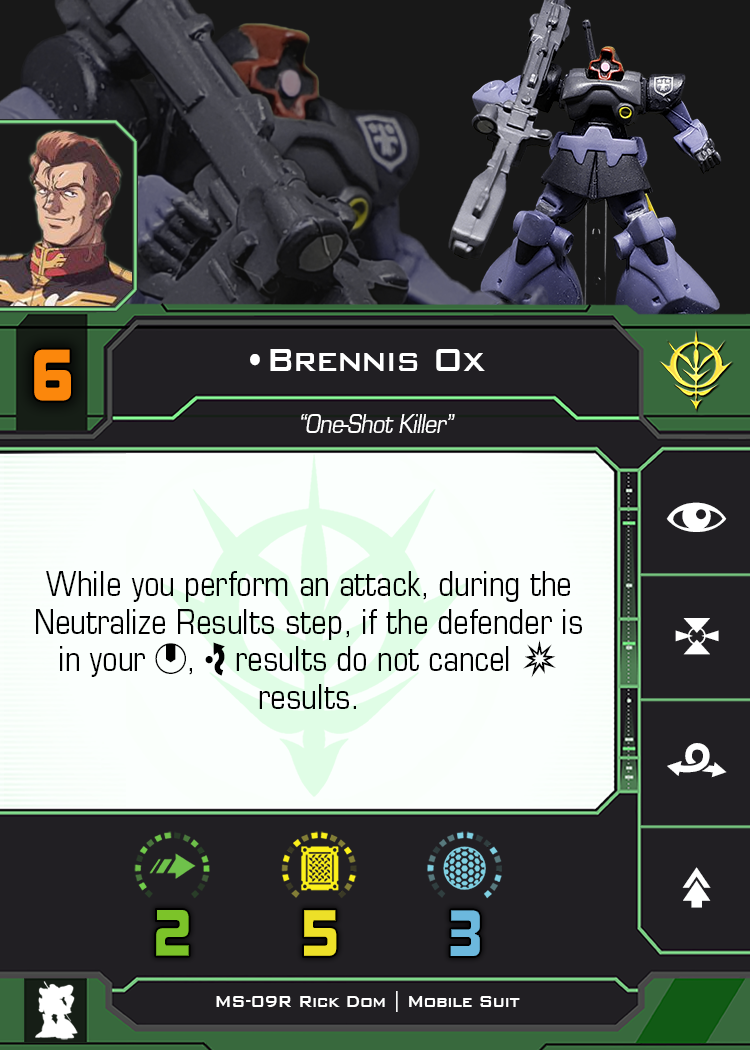 6
•Brennis Ox
“One-Shot Killer”
While you perform an attack, during the
Neutralize Results step, if the defender is
in your , results do not cancel
results.
2 5 3
MS-09R Rick Dom | Mobile Suit